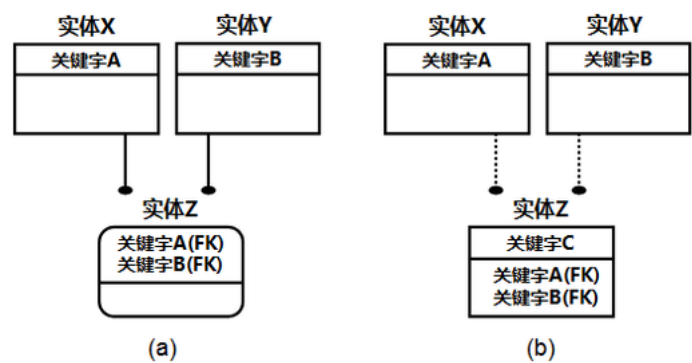 实体X
实体Y
关键字A
关键字B
实体Z
关键字A(FK)
关键字B(FK)
(a)
实体X
实体Y
关键字A
关键字B
实体Z
关键字C
关键字A(FK)
关键字B(FK)
(b)